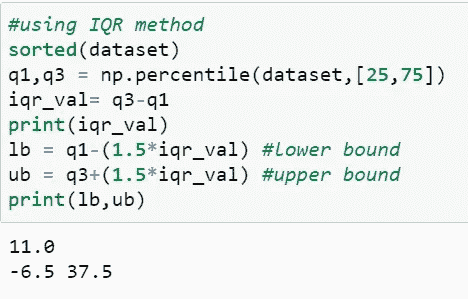 #using IQR method
sorted(dataset)
q1,q3 = np.percentile(dataset,[25,75])
iqr_val= q3-q1
print(iqr_val)
lb = q1-(1.5*iqr_val) #lower bound
ub = q3+(1.5*iqr_val) #upper bound
print(lb,ub)
11.0
-6.5 37.5